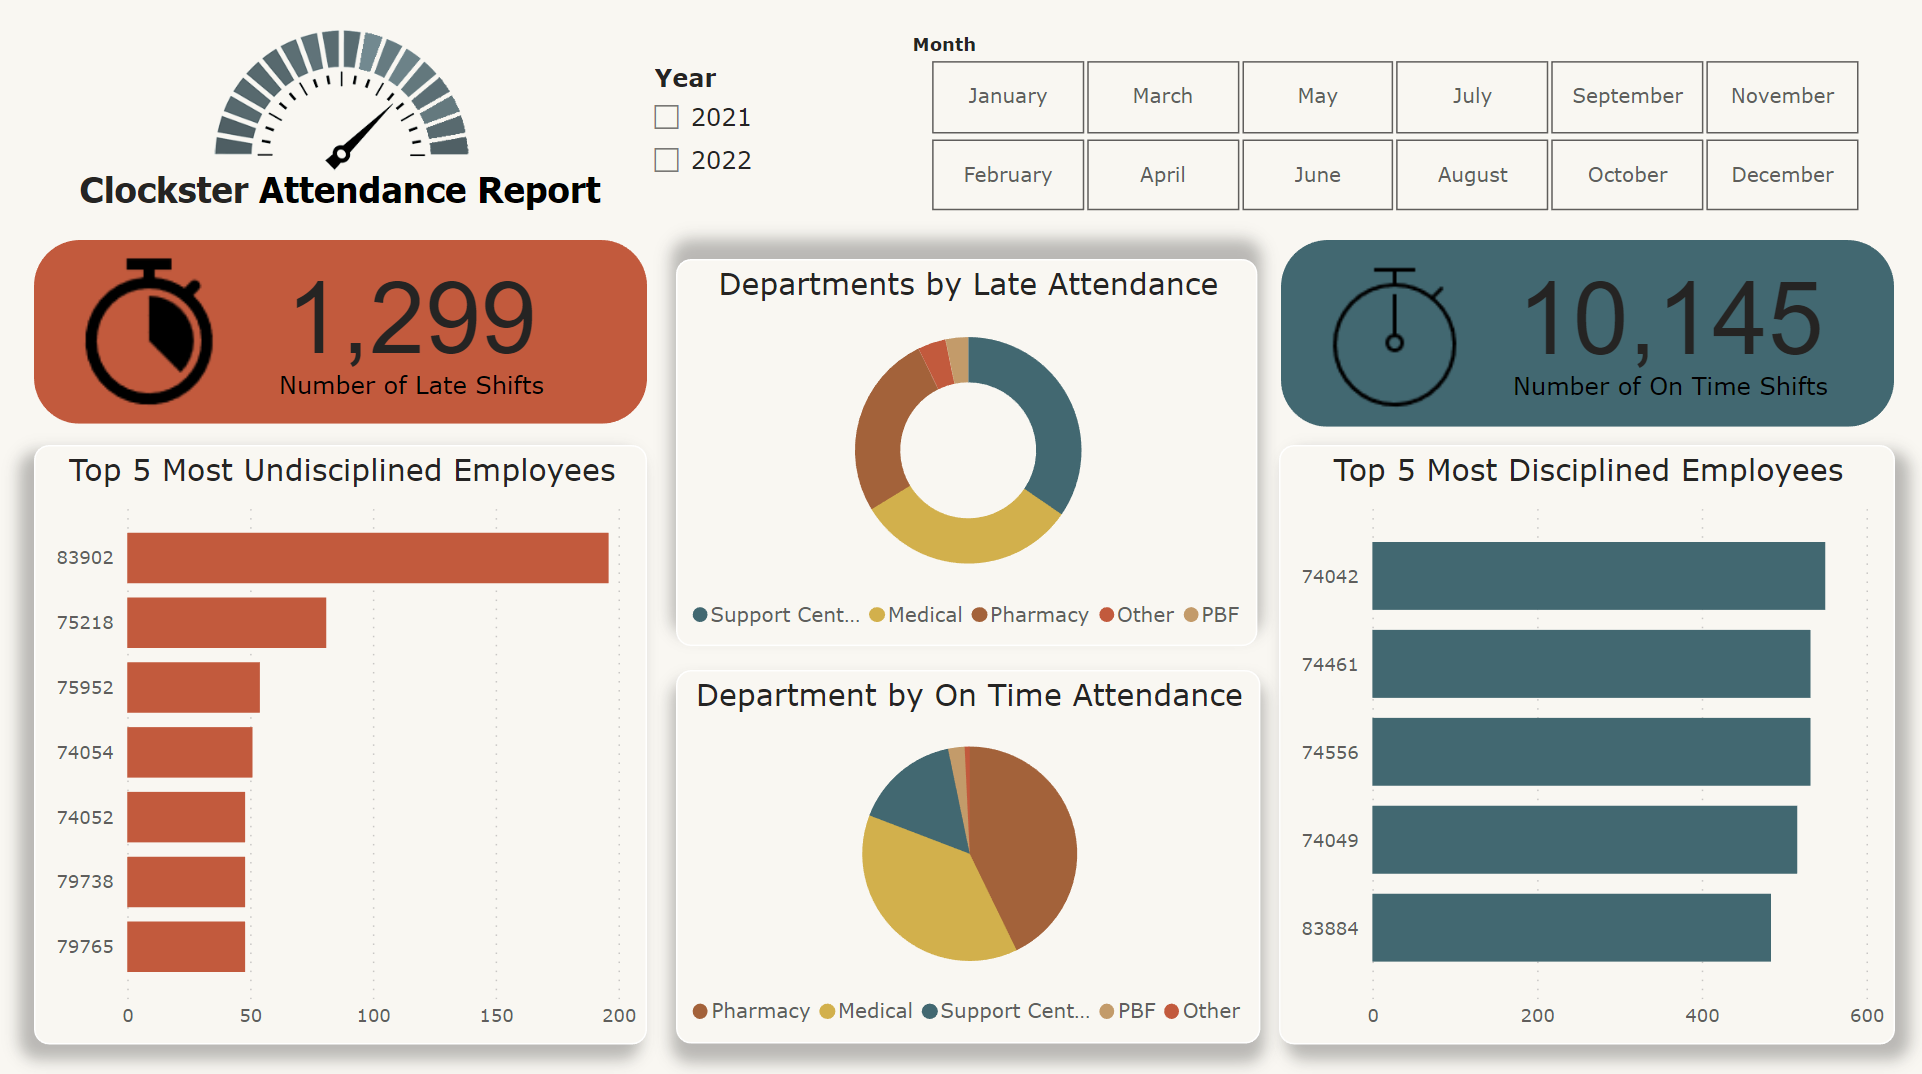 Clockster Attendance Report
Year
2021
2022
Month
January March May July September November
February April June August October December
1,299
Number of Late Shifts
Departments by Late Attendance
Support Cent... Medical Pharmacy Other PBF
10,145
Number of On Time Shifts
Top 5 Most Undisciplined Employees
83902
75218
75952
74054
74052
79738
79765
0 50 100 150 200
Department by On Time Attendance
Pharmacy Medical Support Cent... PBF Other
Top 5 Most Disciplined Employees
74042
74461
74556
74049
83884
0 200 400 600